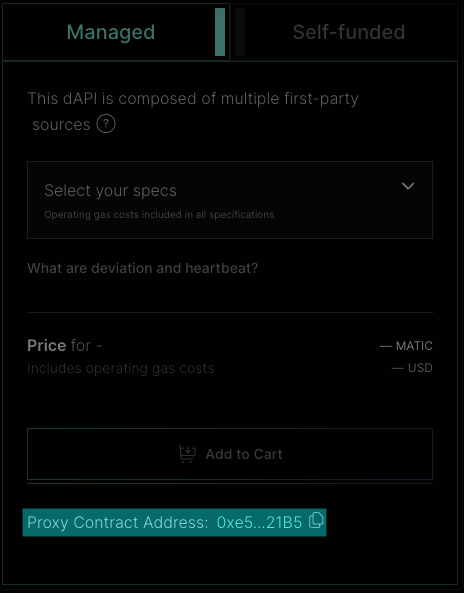 Managed
Self-funded
This dAPI is composed of multiple first-party
sources ?
Select your specs
Operating gas costs included in all specifications
What are deviation and heartbeat?
Price for -
— MATIC
Includes operating gas costs
— USD
Add to Cart
Proxy Contract Address: 0xe5...21B5